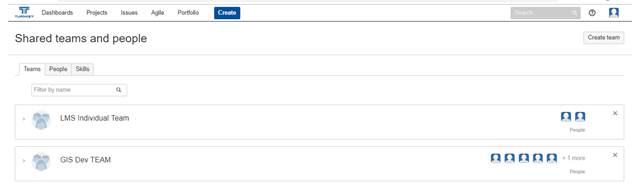 Dashboards Projects Issues Agile Portfolio Create Search
TURNKEY
Shared teams and people
Create team
Teams People Skills
Filter by name
LMS Individual Team
People
GIS Dev TEAM
+ 1 more
People